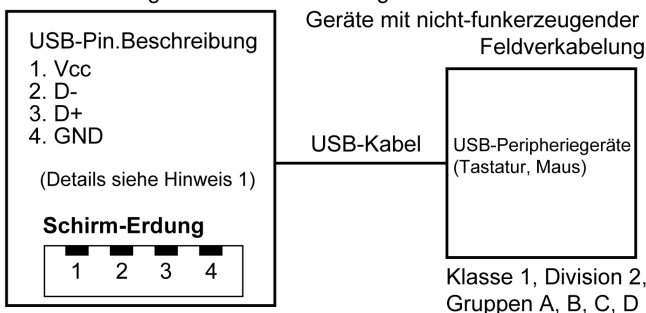 Geräte mit nicht-funkerzeugender
Feldverkabelung
USB-Pin.Beschreibung
1. Vcc
2. D-
3. D+
4. GND
(Details siehe Hinweis 1)
Schirm-Erdung
1 2 3 4
USB-Kabel
USB-Peripheriegeräte
(Tastatur, Maus)
Klasse 1, Division 2,
Gruppen A, B, C, D